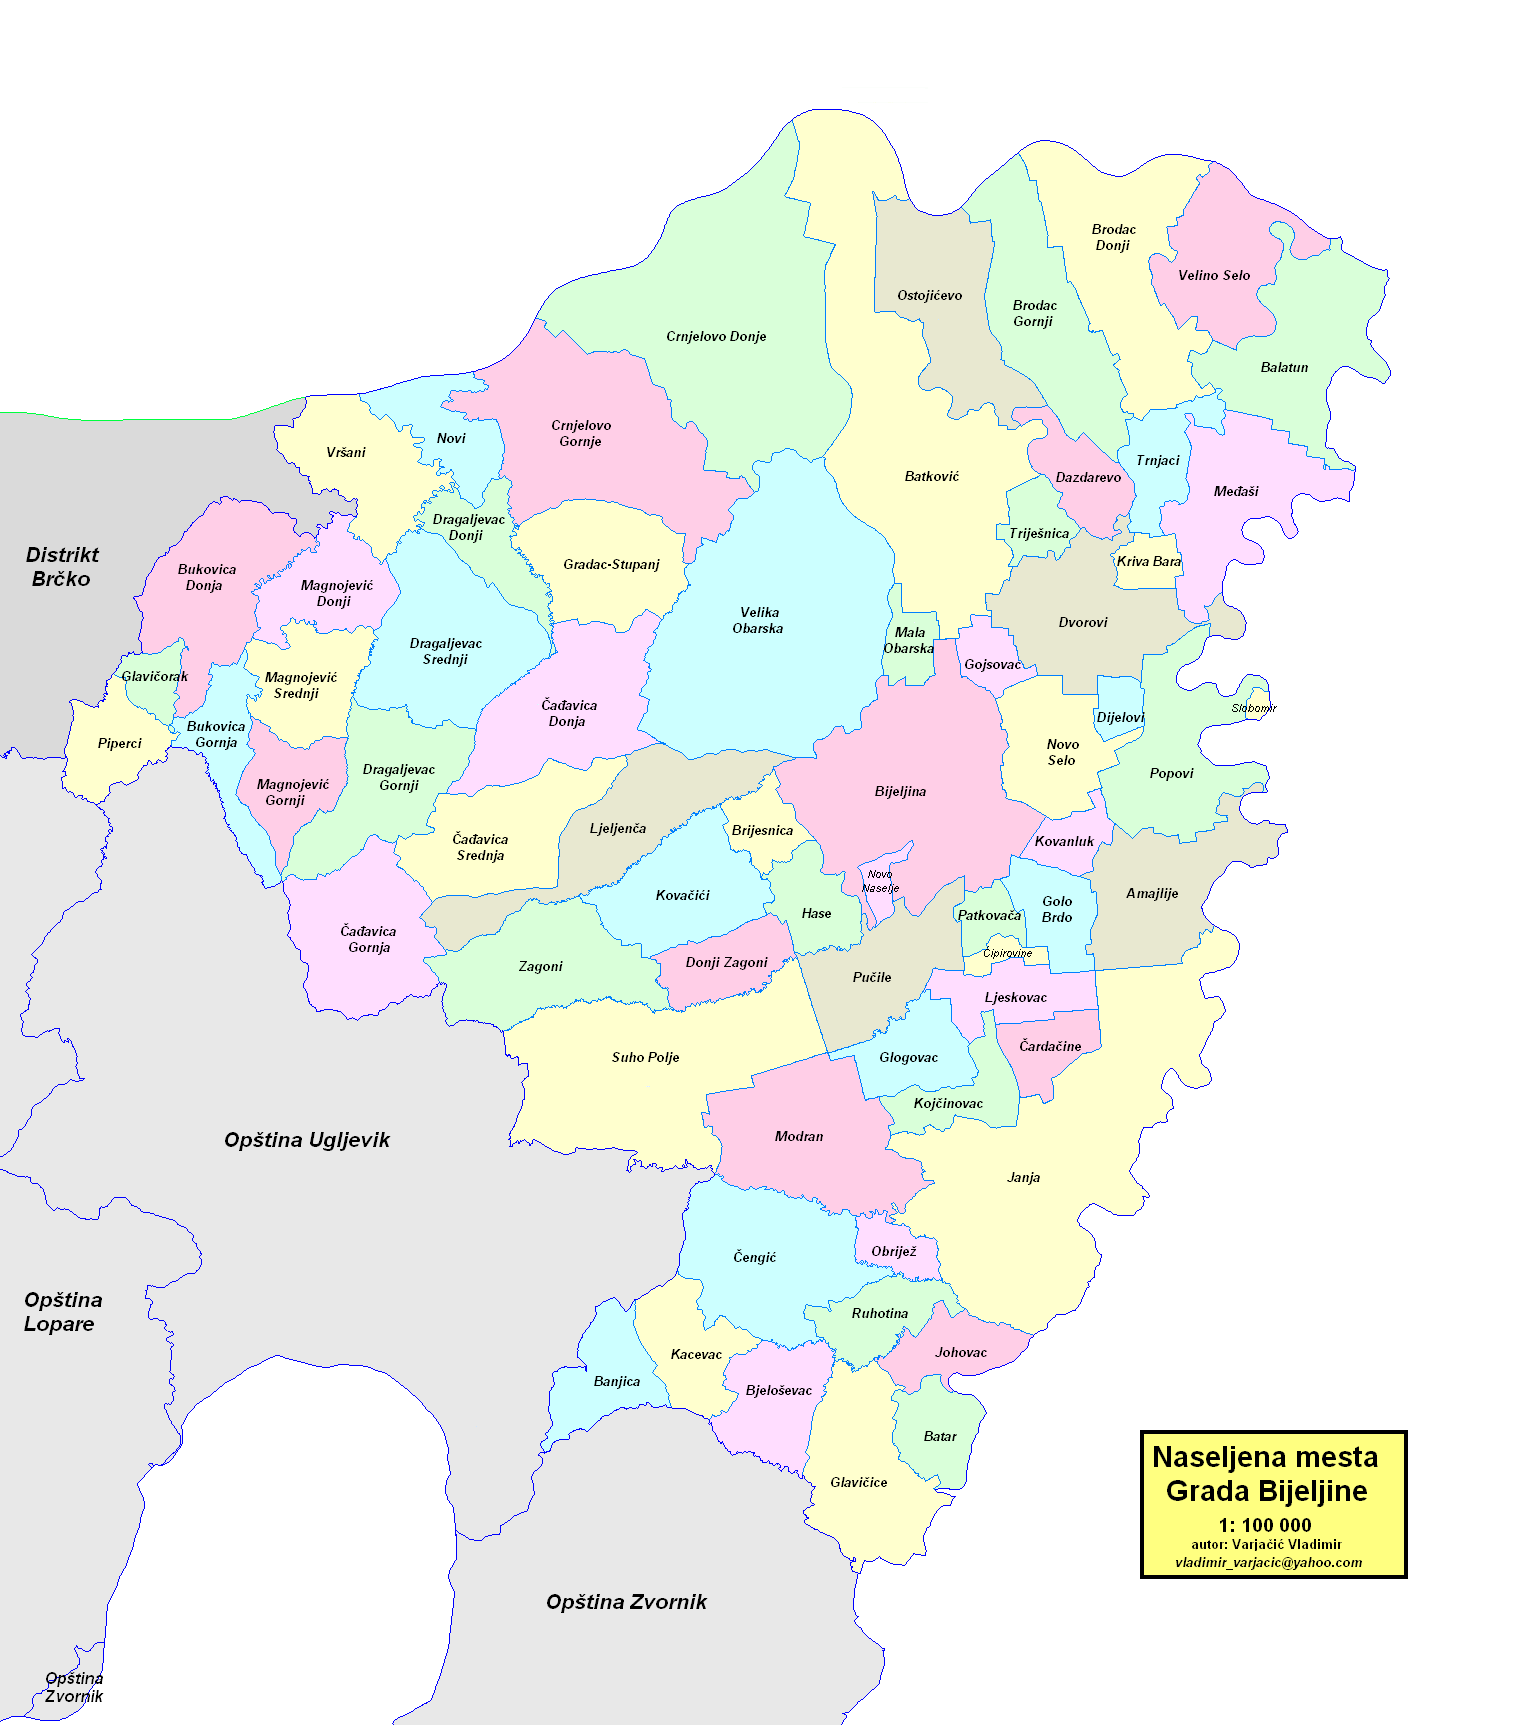 Brodac
Donji
Velino Selo
Ostojićevo
Brodac
Gornji
Crnjelovo Donje
Balatun
Crnjelovo
Gornje
Novi
Vršani
Trnjaci
Batković
Dazdarevo
Međaši
Dragaljevac
Donji
Triješnica
Distrikt
Brčko
Bukovica
Donja
Gradac-Stupanj
Kriva Bara
Magnojević
Donji
Velika
Obarska
Dvorovi
Mala
Obarska
Dragaljevac
Srednji
Gojsovac
Glavičorak
Magnojević
Srednji
Čađavica
Donja
Slobomir
Dijelovi
Bukovica
Gornja
Piperci
Novo
Selo
Popovi
Dragaljevac
Gornji
Magnojević
Gornji
Bijeljina
Ljeljenča
Brijesnica
Čađavica
Srednja
Kovanluk
Novo
Naselje
Kovačići
Amajlije
Golo
Brdo
Hase
Patkovača
Čađavica
Gornja
Ćipirovine
Zagoni
Donji Zagoni
Pučile
Ljeskovac
Suho Polje
Glogovac
Čardačine
Kojčinovac
Opština Ugljevik
Modran
Janja
Čengić
Obrijež
Opština
Lopare
Ruhotina
Kacevac
Johovac
Banjica
Bjeloševac
Batar
Glavičice
Naseljena mesta
Grada Bijeljine
1: 100 000
autor: Varjačić Vladimir
vladimir_varjacic@yahoo.com
Opština Zvornik
Opština
Zvornik